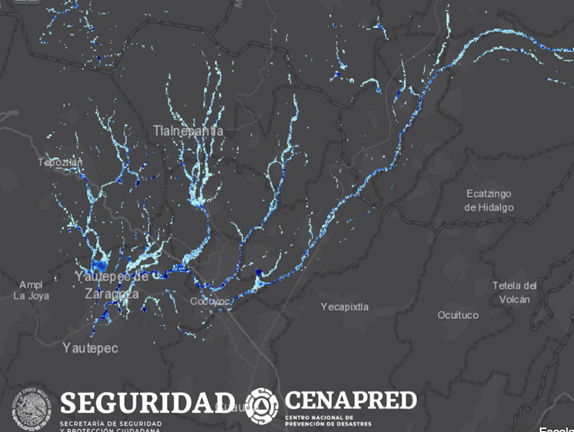 Tlalnepantla
Tepoztlán
Ecatzingo
de Hidalgo
Yautepec de
Zaragoza
Ampl
La Joya
Cocoyoc
Tetela del
Volcán
Yecapixtla
Ocuituco
Yautepec
SEGURIDAD
SECRETARÍA DE SEGURIDAD
Y PROTECCIÓN CIUDADANA
CENAPRED
CENTRO NACIONAL DE
PREVENCIÓN DE DESASTRES